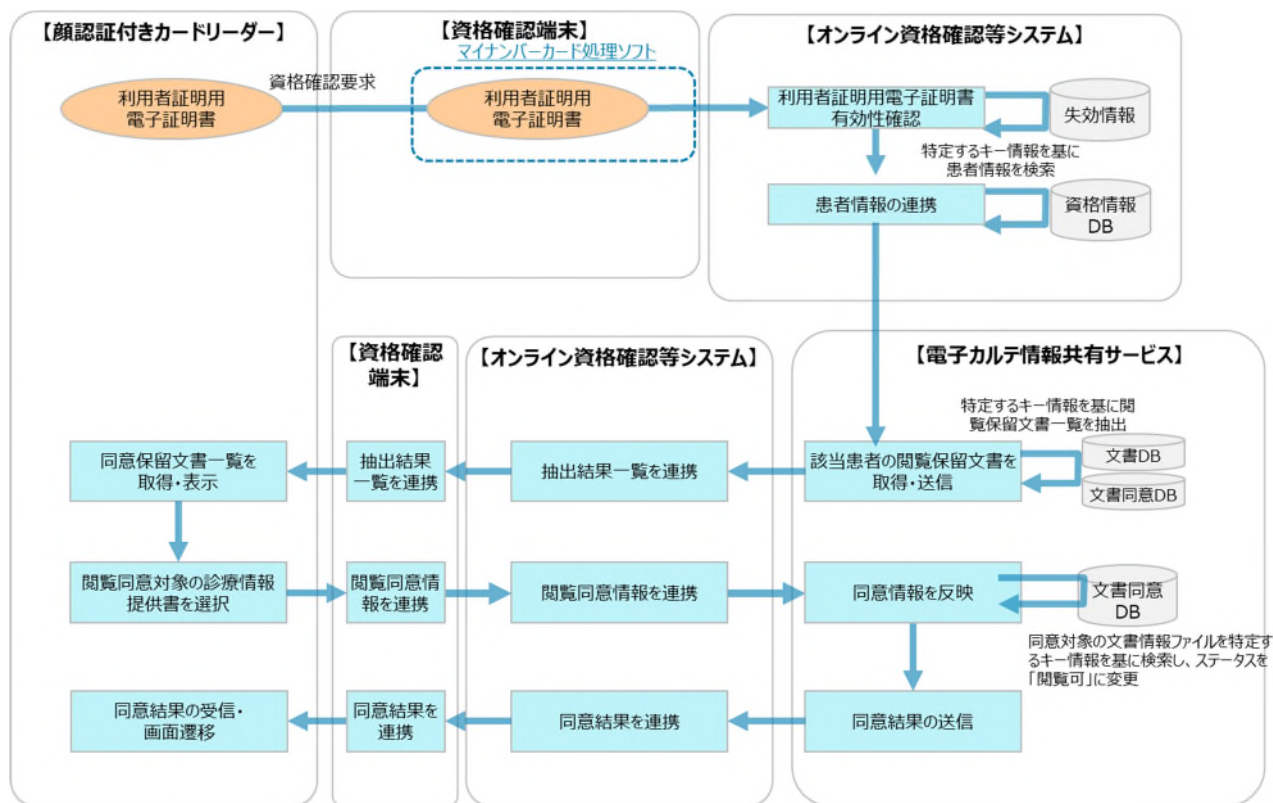 【顔認証付きカードリーダー】
【資格確認端末】
マイナンバーカード処理ソフト
【オンライン資格確認等システム】
資格確認要求
利用者証明用
電子証明書
利用者証明用
電子証明書
利用者証明用電子証明書
有効性確認
失効情報
特定するキー情報を基に
患者情報を検索
患者情報の連携
資格情報
DB
【資格確認
端末】
【オンライン資格確認等システム】
【電子カルテ情報共有サービス】
特定するキー情報を基に閲
覧保留文書一覧を抽出
同意保留文書一覧を
取得・表示
抽出結果
一覧を連携
抽出結果一覧を連携
該当患者の閲覧保留文書を
取得・送信
文書DB
文書同意DB
閲覧同意対象の診療情報
提供書を選択
閲覧同意情
報を連携
閲覧同意情報を連携
同意情報を反映
文書同意
DB
同意対象の文書情報ファイルを特定す
るキー情報を基に検索し、ステータスを
「閲覧可」に変更
同意結果の受信・
画面遷移
同意結果を
連携
同意結果を連携
同意結果の送信